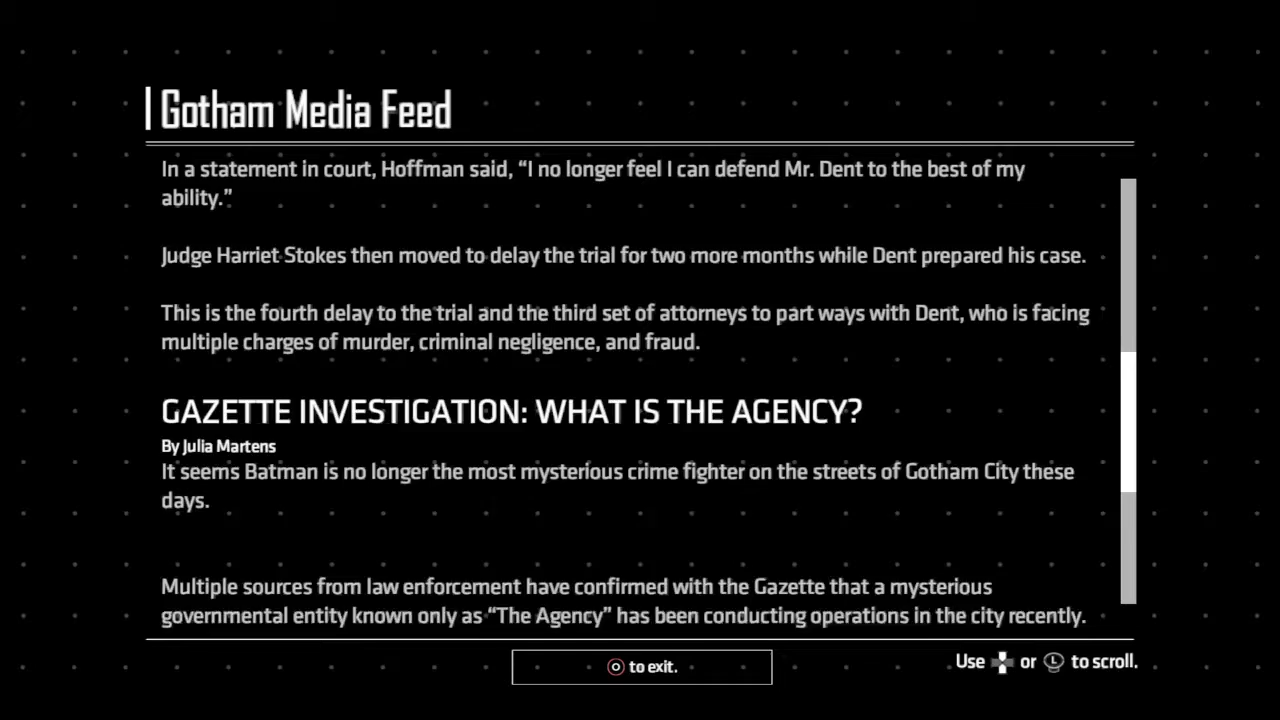 Gotham Media Feed
In a statement in court, Hoffman said, “I no longer feel I can defend Mr. Dent to the best of my
ability.”
Judge Harriet Stokes then moved to delay the trial for two more months while Dent prepared his case.
This is the fourth delay to the trial and the third set of attorneys to part ways with Dent, who is facing
multiple charges of murder, criminal negligence, and fraud.
GAZETTE INVESTIGATION: WHAT IS THE AGENCY?
By Julia Martens
It seems Batman is no longer the most mysterious crime fighter on the streets of Gotham City these
days.
Multiple sources from law enforcement have confirmed with the Gazette that a mysterious
governmental entity known only as “The Agency” has been conducting operations in the city recently.
to exit.
Use or L to scroll.